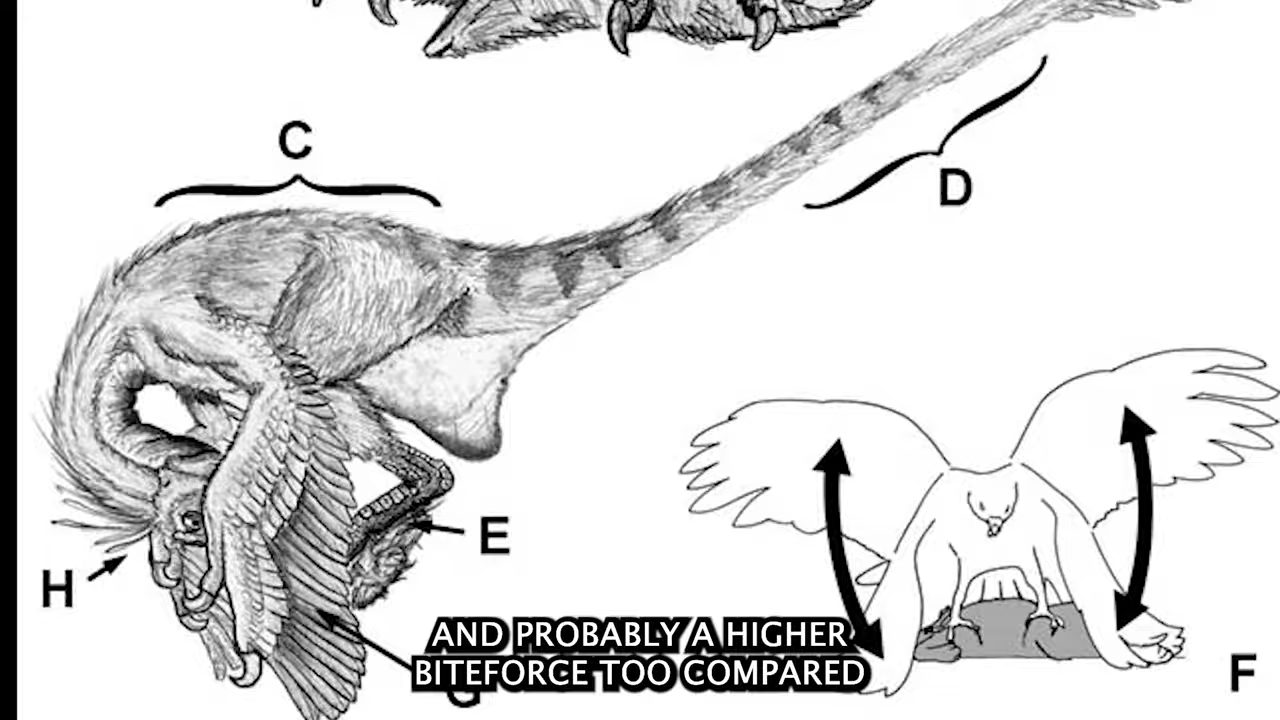 C
D
E
H
AND PROBABLY A HIGHER
BITEFORCE TOO COMPARED
G
F